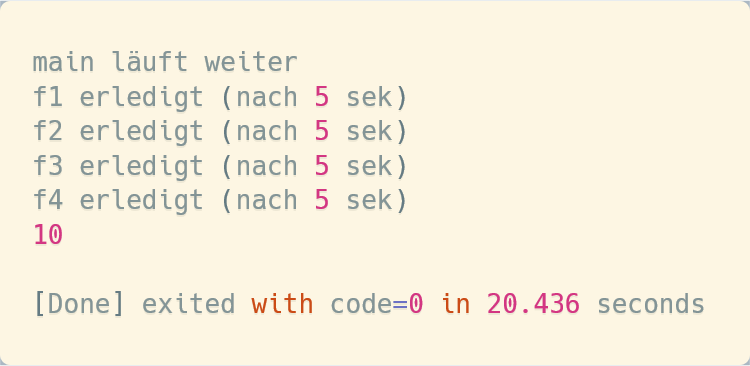 main läuft weiter
f1 erledigt (nach 5 sek)
f2 erledigt (nach 5 sek)
f3 erledigt (nach 5 sek)
f4 erledigt (nach 5 sek)
10
[Done] exited with code=0 in 20.436 seconds